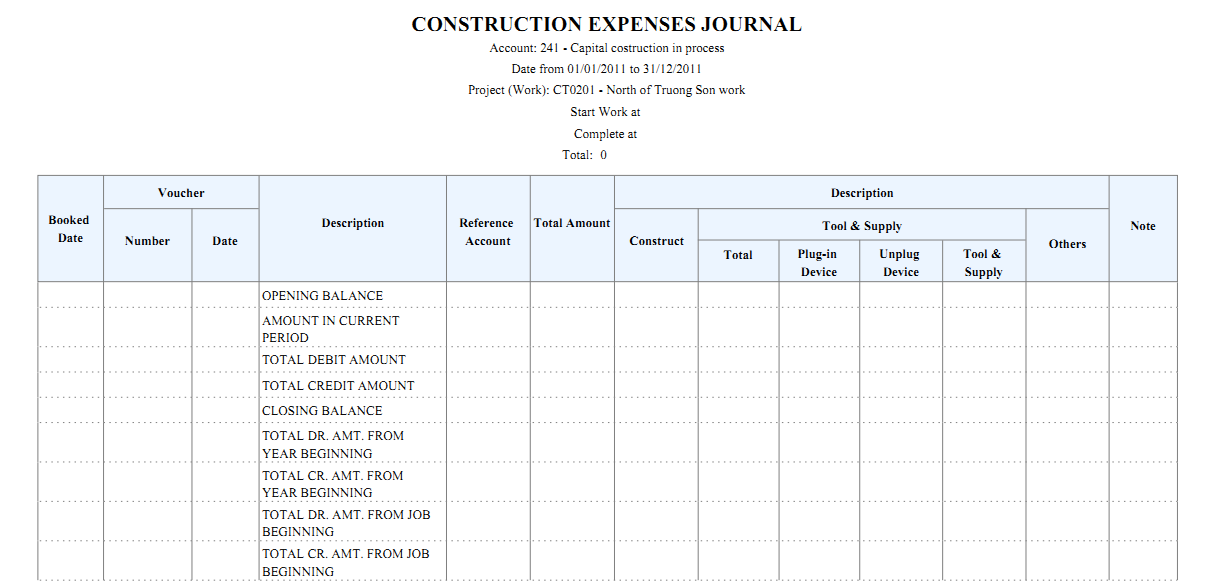 CONSTRUCTION EXPENSES JOURNAL
Account: 241 - Capital costruction in process
Date from 01/01/2011 to 31/12/2011
Project (Work): CT0201 - North of Truong Son work
Start Work at
Complete at
Total: 0
Booked
Date
Voucher
Number
Date
Description
Reference
Account
Total Amount
Description
Construct
Tool & Supply
Total
Plug-in
Device
Unplug
Device
Tool &
Supply
Others
Note
OPENING BALANCE
AMOUNT IN CURRENT
PERIOD
TOTAL DEBIT AMOUNT
TOTAL CREDIT AMOUNT
CLOSING BALANCE
TOTAL DR. AMT. FROM
YEAR BEGINNING
TOTAL CR. AMT. FROM
YEAR BEGINNING
TOTAL DR. AMT. FROM JOB
BEGINNING
TOTAL CR. AMT. FROM JOB
BEGINNING